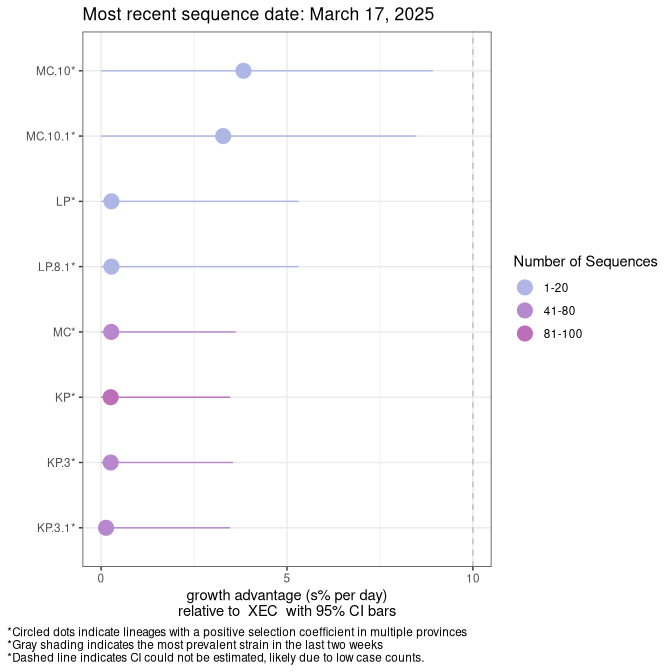 Most recent sequence date: March 17, 2025
MC.10*
MC.10.1*
LP*
LP.8.1*
MC*
KP*
KP.3*
KP.3.1*
0 5 10
growth advantage (s% per day)
relative to XEC with 95% CI bars
Number of Sequences
1-20
41-80
81-100
*Circled dots indicate lineages with a positive selection coefficient in multiple provinces
*Gray shading indicates the most prevalent strain in the last two weeks
*Dashed line indicates CI could not be estimated, likely due to low case counts.